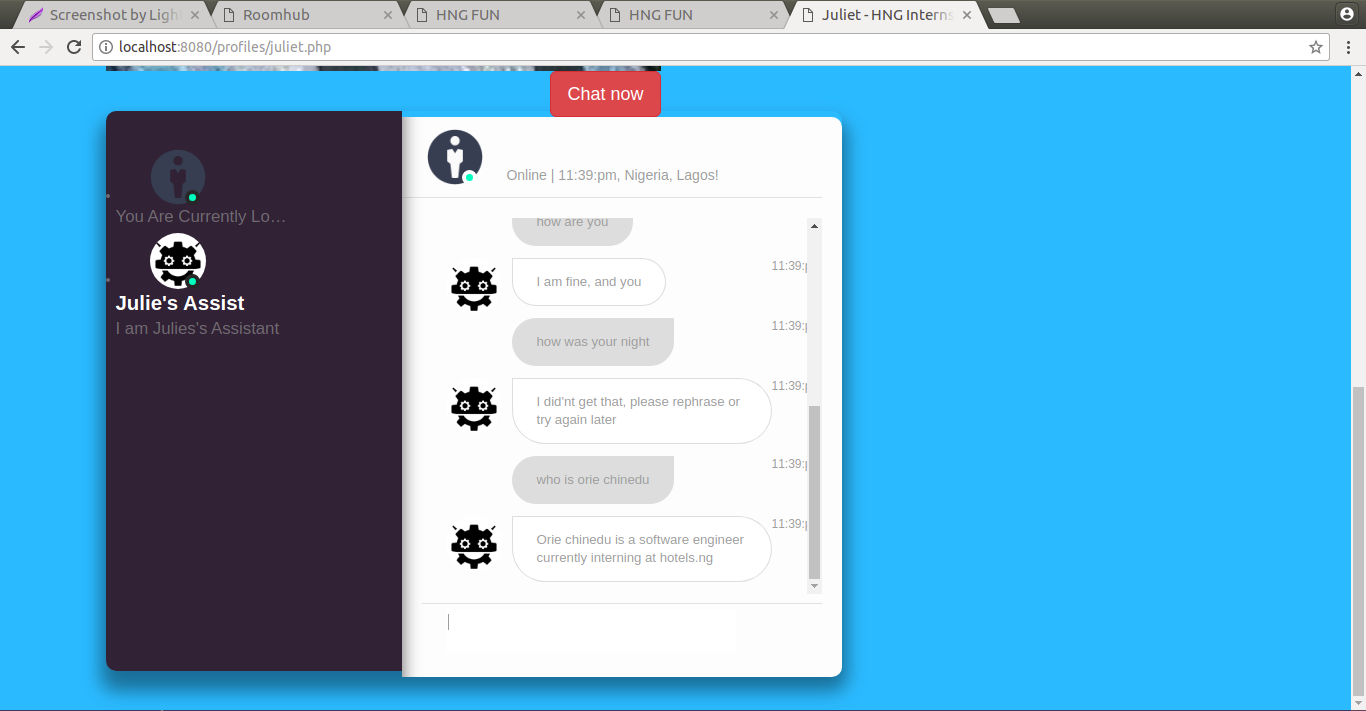 Screenshot by Ligh
Roomhub
HNG FUN
HNG FUN
Juliet - HNG Interns
localhost:8080/profiles/juliet.php
Chat now
Online | 11:39:pm, Nigeria, Lagos!
You Are Currently Lo...
Julie's Assist
I am Julies's Assistant
how are you
11:39:p
I am fine, and you
11:39:p
how was your night
11:39:p
I did'nt get that, please rephrase or
try again later
11:39:p
who is orie chinedu
11:39:p
Orie chinedu is a software engineer
currently interning at hotels.ng